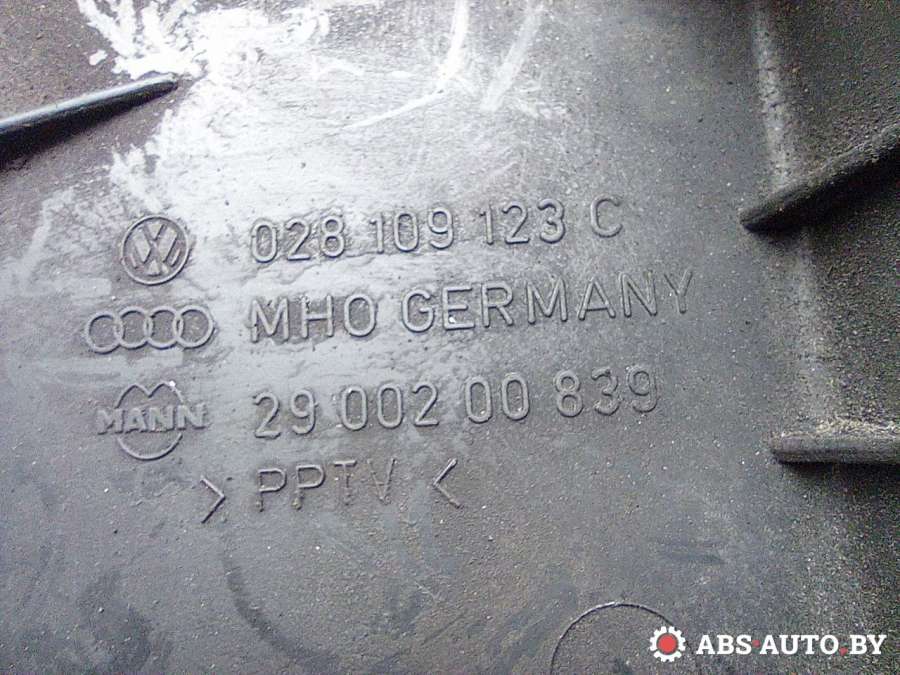 028 109 123 C
MHO GERMANY
MANN 29 002 00 839
> PPTV <
ABS-AUTO.BY